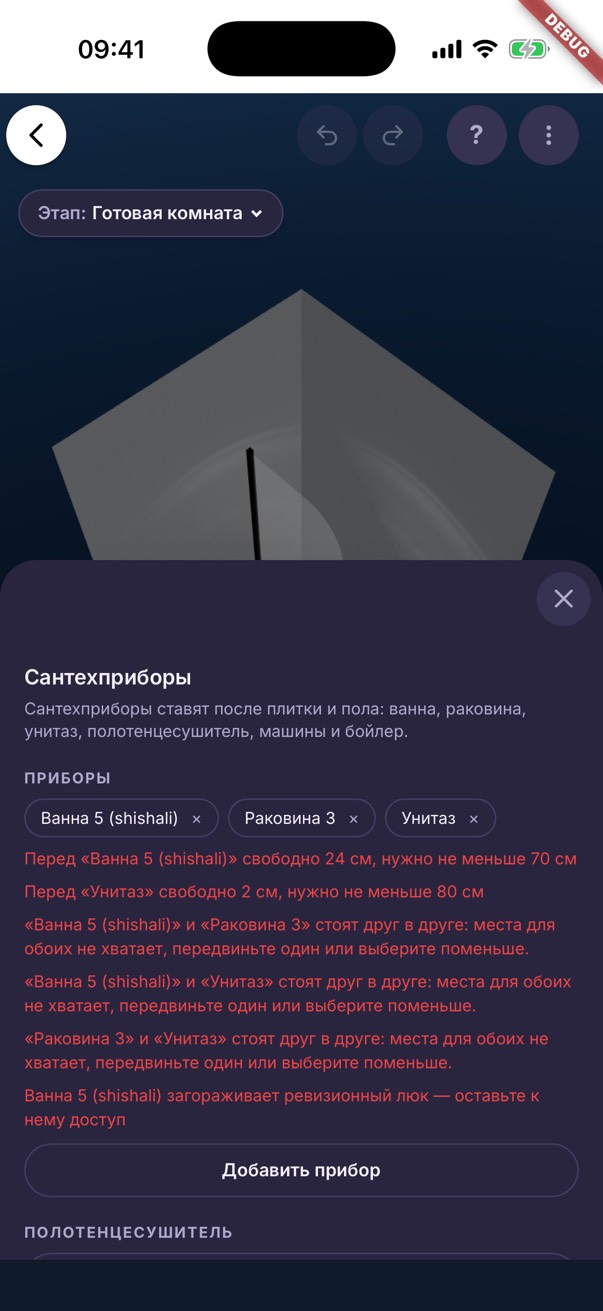 09:41
DEBUG
?
Этап: Готовая комната
Сантехприборы
Сантехприборы ставят после плитки и пола: ванна, раковина,
унитаз, полотенцесушитель, машины и бойлер.
ПРИБОРЫ
Ванна 5 (shishali) × Раковина 3 × Унитаз ×
Перед «Ванна 5 (shishali)» свободно 24 см, нужно не меньше 70 см
Перед «Унитаз» свободно 2 см, нужно не меньше 80 см
«Ванна 5 (shishali)» и «Раковина 3» стоят друг в друге: места для
обоих не хватает, передвиньте один или выберите поменьше.
«Ванна 5 (shishali)» и «Унитаз» стоят друг в друге: места для обоих
не хватает, передвиньте один или выберите поменьше.
«Раковина 3» и «Унитаз» стоят друг в друге: места для обоих не
хватает, передвиньте один или выберите поменьше.
Ванна 5 (shishali) загораживает ревизионный люк — оставьте к
нему доступ
Добавить прибор
ПОЛОТЕНЦЕСУШИТЕЛЬ